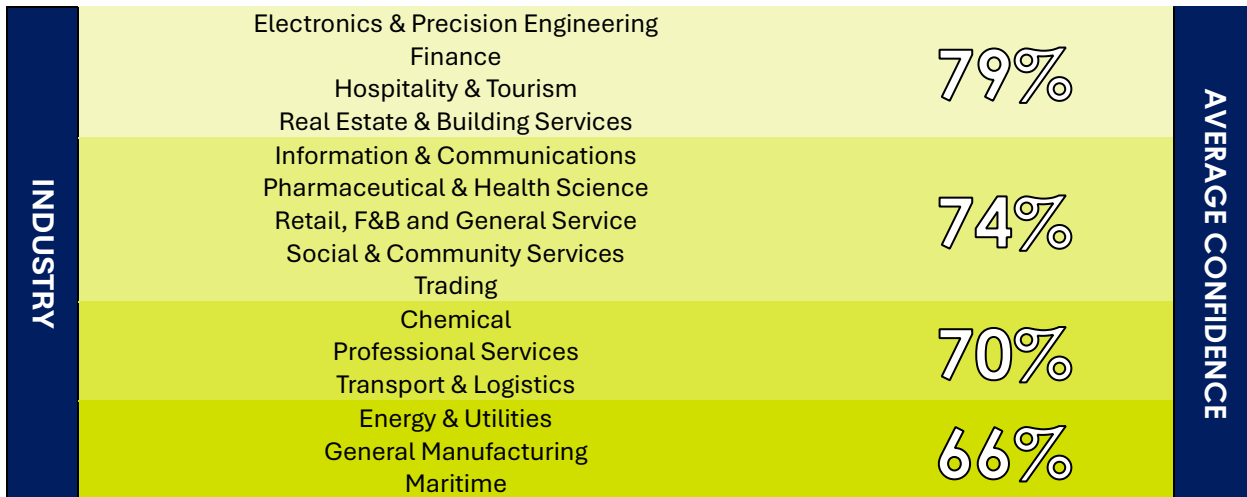 INDUSTRY
Electronics & Precision Engineering
Finance
Hospitality & Tourism
Real Estate & Building Services
79%
Information & Communications
Pharmaceutical & Health Science
Retail, F&B and General Service
Social & Community Services
Trading
74%
Chemical
Professional Services
Transport & Logistics
70%
Energy & Utilities
General Manufacturing
Maritime
66%
AVERAGE CONFIDENCE